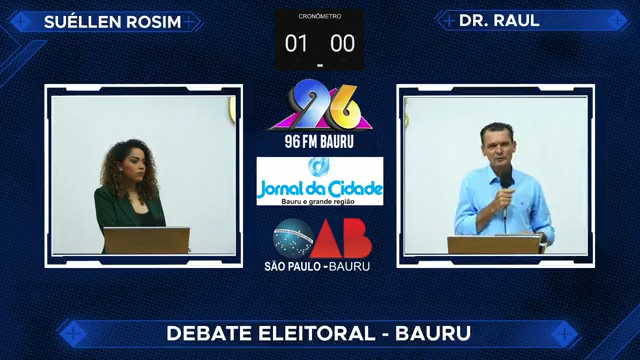 SUÉLLEN ROSIM
CRONÔMETRO
01 00
DR. RAUL
96
96 FM BAURU
Jornal da Cidade
Bauru e grande região
OAB
SÃO PAULO - BAURU
DEBATE ELEITORAL - BAURU